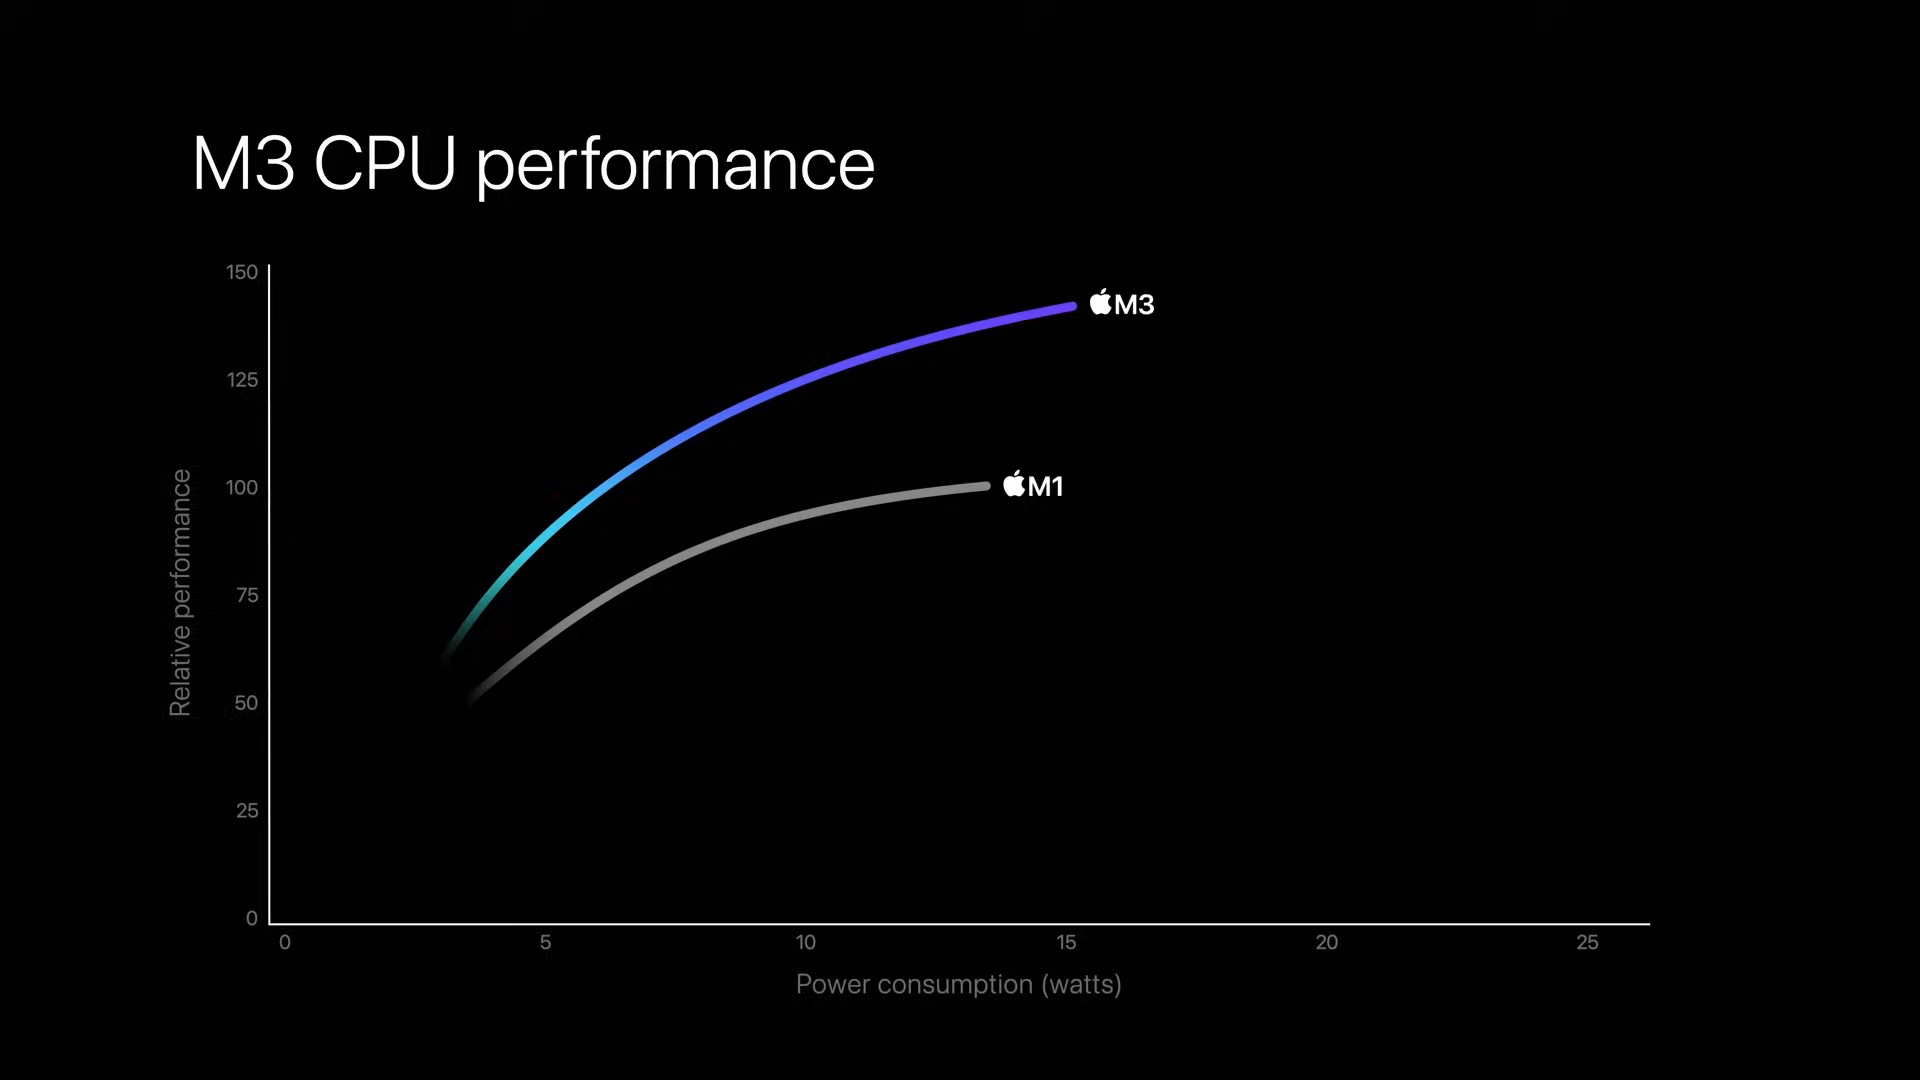 M3 CPU performance
150
125
100
75
50
25
0
Relative performance
M3
M1
0 5 10 15 20 25
Power consumption (watts)